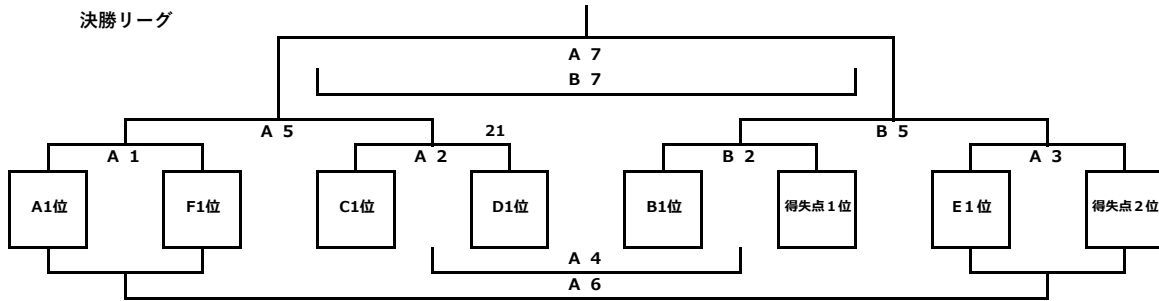 決勝リーグ
A 7
B 7
A 5
21
B 5
A 1
A 2
B 2
A 3
A1位
F1位
C1位
D1位
B1位
得失点１位
E１位
得失点２位
A 4
A 6